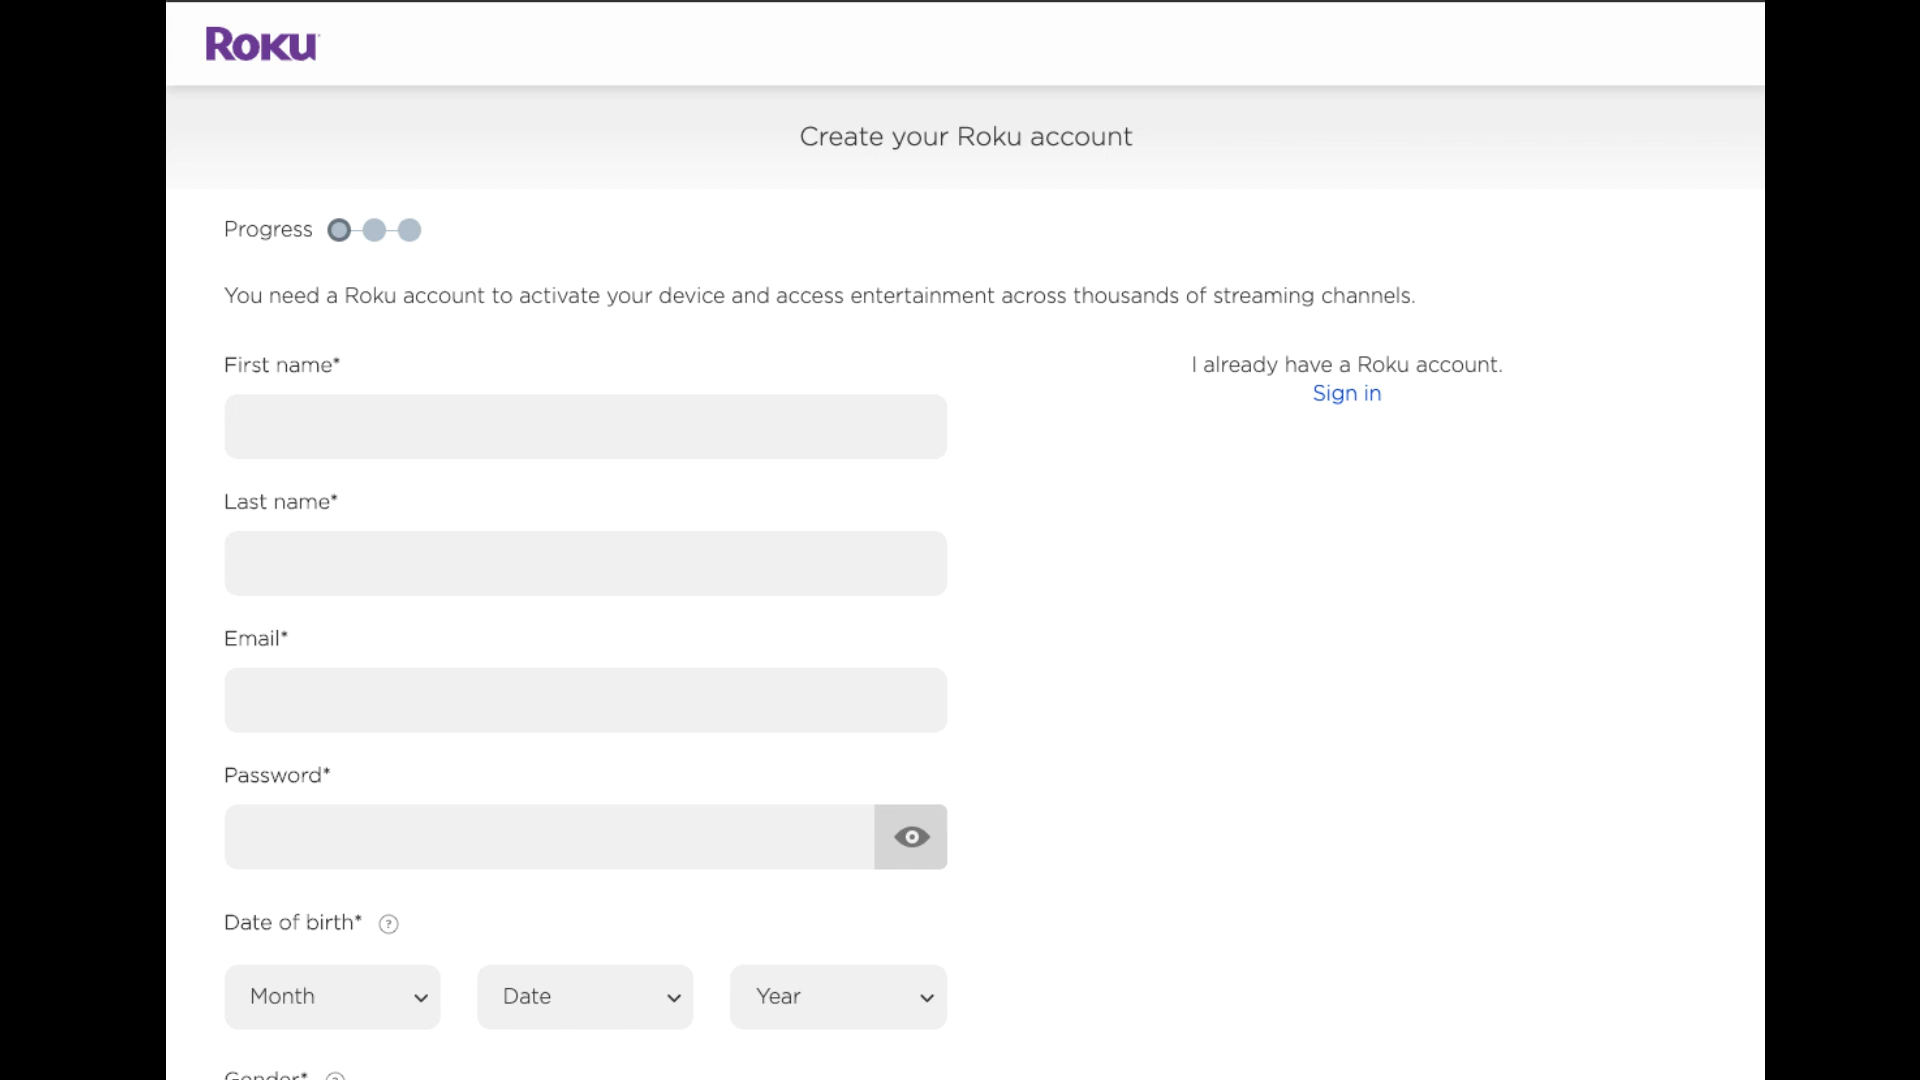 Roku
Create your Roku account
Progress
You need a Roku account to activate your device and access entertainment across thousands of streaming channels.
First name*
I already have a Roku account.
Sign in
Last name*
Email*
Password*
Date of birth* ?
Month Date Year
Gender* ?